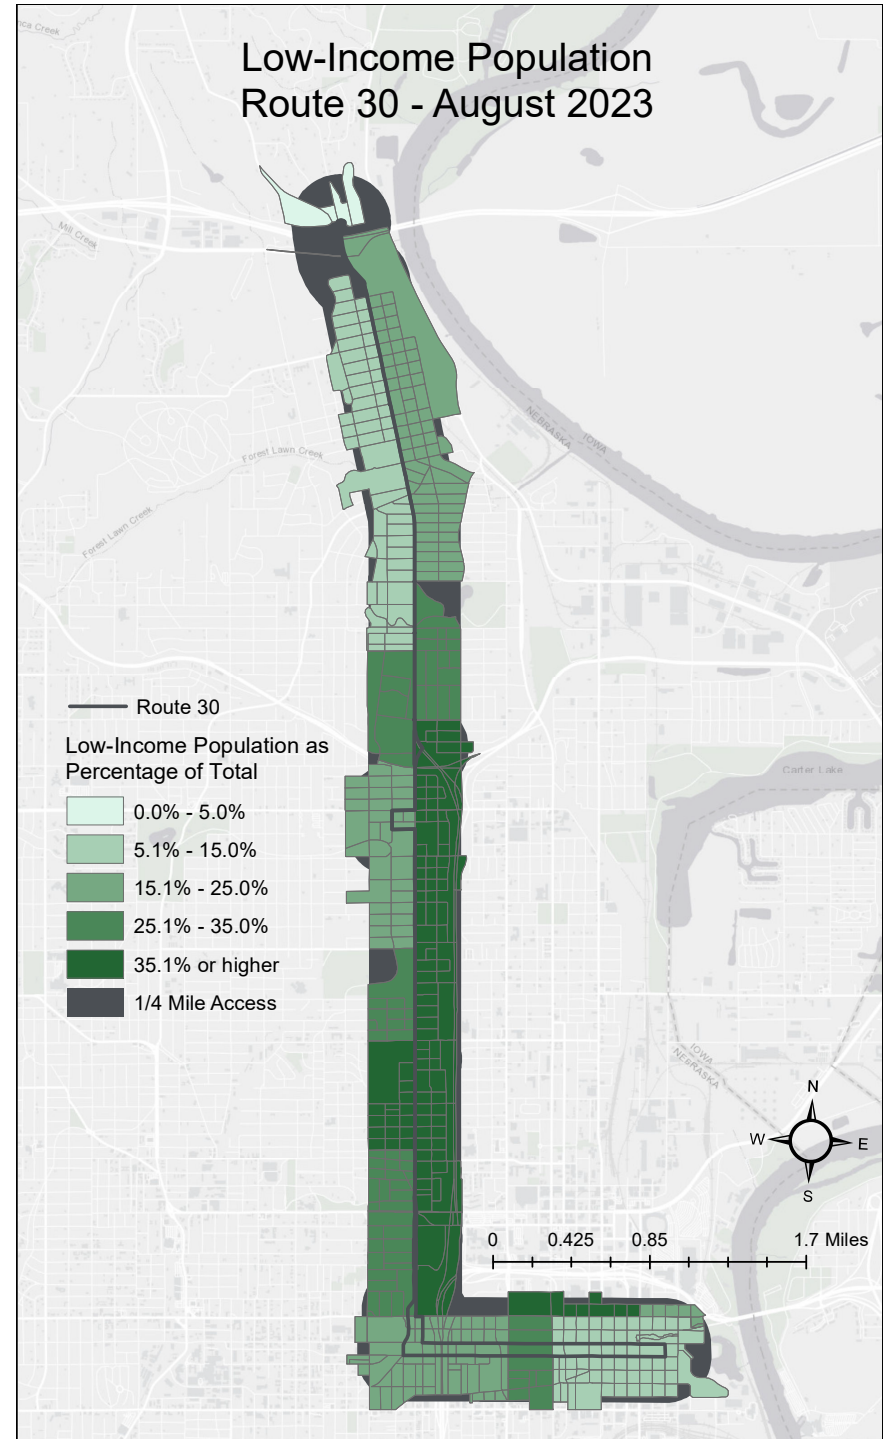 Low-Income Population
Route 30 - August 2023
Mill Creek
Forest Lawn Creek
Forest Lawn Creek
IOWA
NEBRASKA
Route 30
Low-Income Population as
Percentage of Total
0.0% - 5.0%
5.1% - 15.0%
15.1% - 25.0%
25.1% - 35.0%
35.1% or higher
1/4 Mile Access
Carter Lake
IOWA
NEBRASKA
N
W
E
S
0 0.425 0.85 1.7 Miles